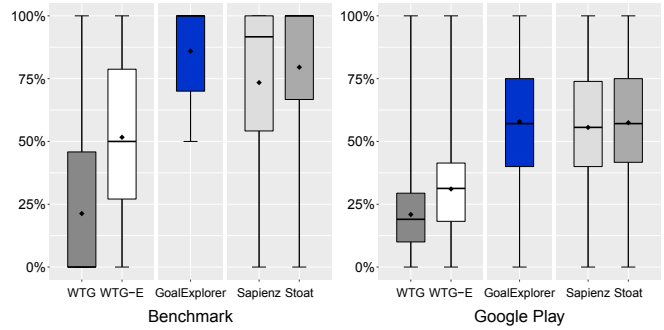 100% 100%
75% 75%
50% 50%
25% 25%
0% 0%
WTG WTG−E GoalExplorer Sapienz Stoat WTG WTG−E GoalExplorer Sapienz Stoat
Benchmark Google Play